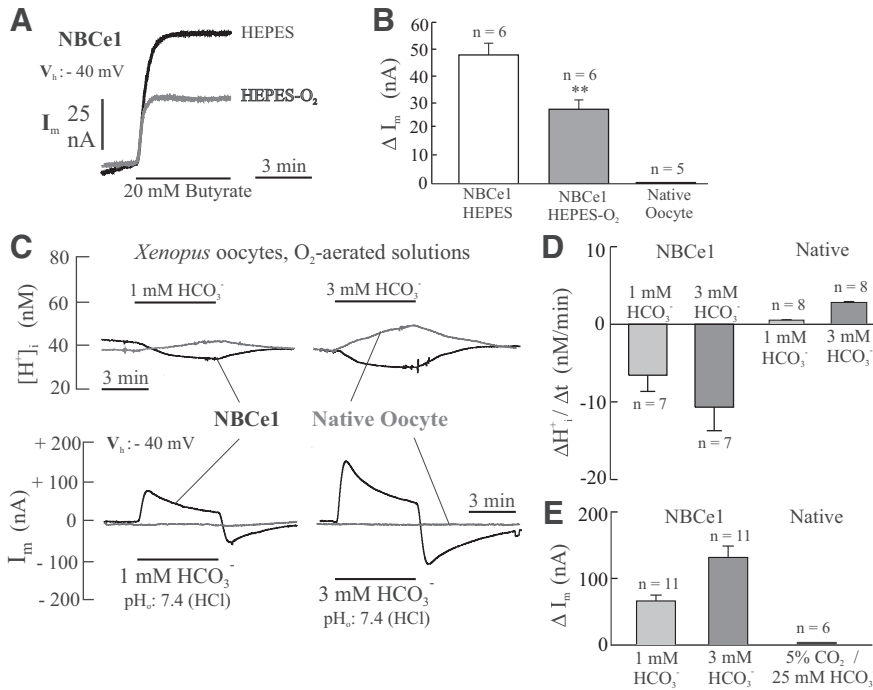 A
NBCe1
HEPES
Vₕ : - 40 mV
HEPES-O₂
Iₘ 25
nA
3 min
20 mM Butyrate
B
Δ Iₘ (nA)
60
50
40
30
20
10
0
n = 6
n = 6
**
n = 5
NBCe1
HEPES
NBCe1
HEPES-O₂
Native
Oocyte
C
Xenopus oocytes, O₂-aerated solutions
[H⁺]ᵢ (nM)
80
60
40
20
1 mM HCO₃⁻
3 mM HCO₃⁻
3 min
NBCe1
Native Oocyte
Iₘ (nA)
+ 200
+ 100
0
- 100
- 200
Vₕ : - 40 mV
3 min
1 mM HCO₃⁻
pHₒ: 7.4 (HCl)
3 mM HCO₃⁻
pHₒ: 7.4 (HCl)
D
ΔH⁺ᵢ / Δt (nM/min)
10
0
-10
-20
NBCe1
Native
1 mM
HCO₃⁻
3 mM
HCO₃⁻
n = 8
n = 8
1 mM
HCO₃⁻
3 mM
HCO₃⁻
n = 7
n = 7
E
Δ Iₘ (nA)
200
100
0
NBCe1
Native
n = 11
n = 11
n = 6
1 mM
HCO₃⁻
3 mM
HCO₃⁻
5% CO₂ /
25 mM HCO₃